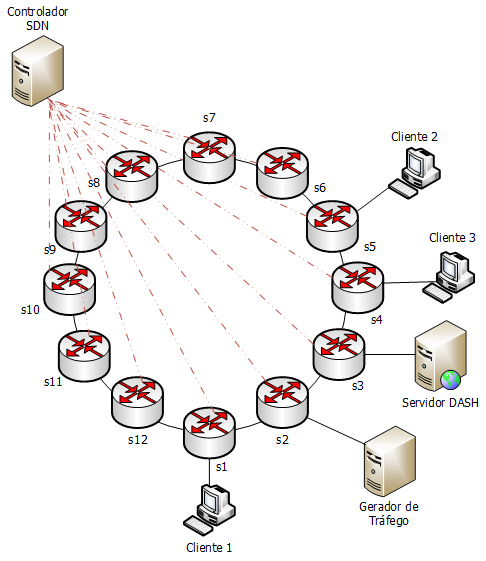 Controlador
SDN
s7
Cliente 2
s8
s6
s5
Cliente 3
s9
s10
s4
s3
s11
Servidor DASH
s12
s2
s1
Gerador de
Tráfego
Cliente 1